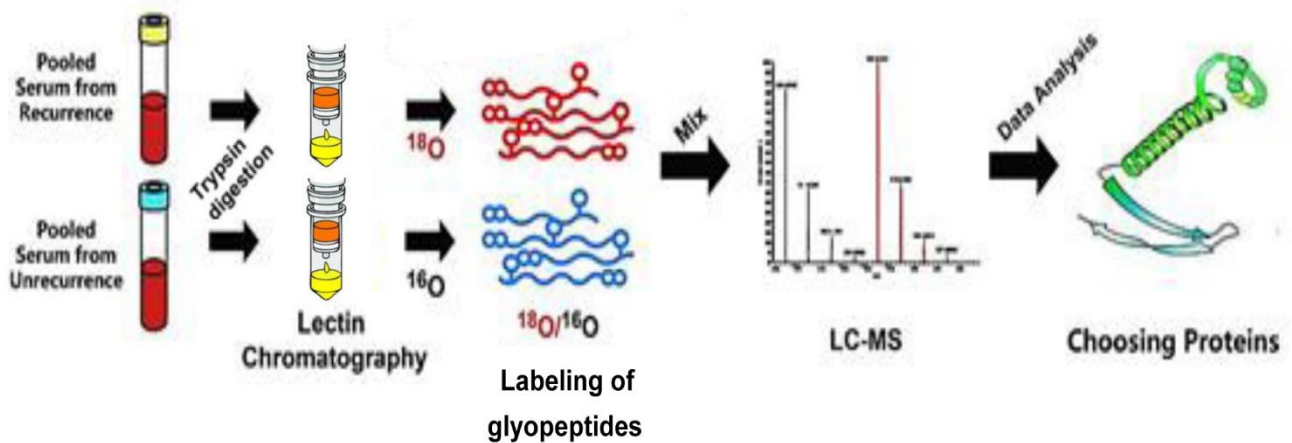 Pooled
Serum from
Recurrence
Trypsin
digestion
Pooled
Serum from
Unrecurrence
Lectin
Chromatography
18O
16O
18O/16O
Labeling of
glyopeptides
Mix
LC-MS
Data Analysis
Choosing Proteins